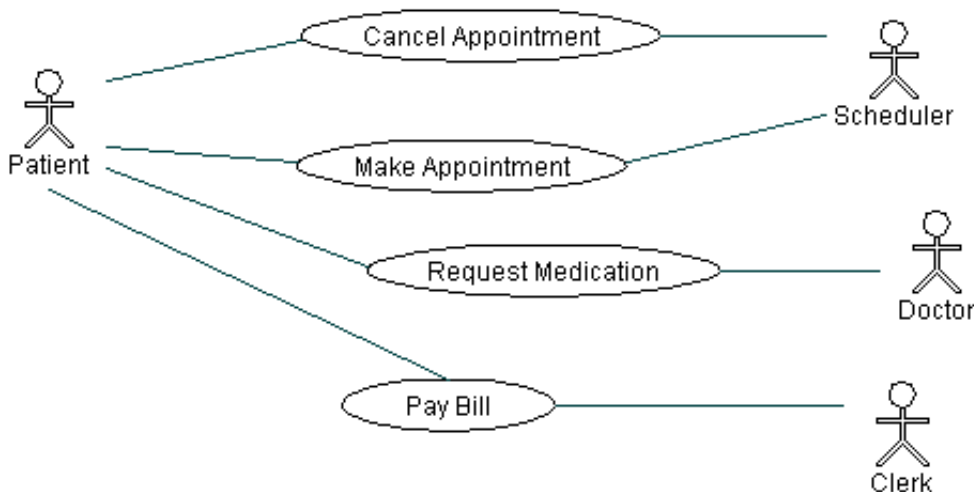 Cancel Appointment
Scheduler
Patient
Make Appointment
Request Medication
Doctor
Pay Bill
Clerk